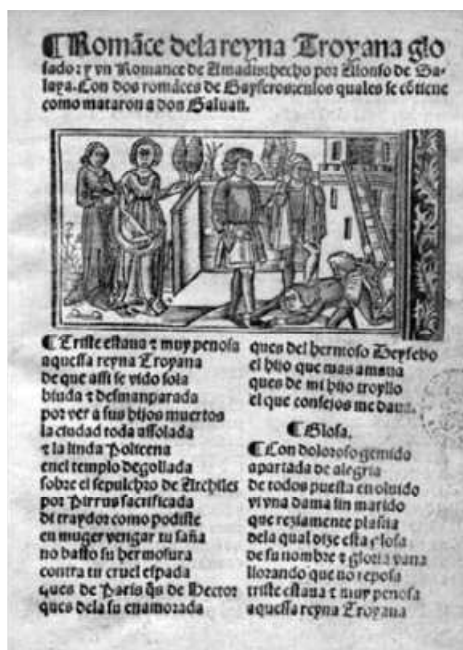 ¶Romãce dela reyna Troyana glo
sado: y vn Romance de Amadis: hecho por Alonso de Sa-
laya. Con dos romãces de Gayferos: enlos quales se cõtiene
como mataron a don Galuan.
¶Triste estaua ⁊ muy penosa
aquessa reyna Troyana
de que assi se vido sola
biuda ⁊ desmanparada
por ver a sus hijos muertos
la ciudad toda assolada
⁊ la linda Policena
enel templo degollada
sobre el sepulchro de Archiles
por Pirrus sacrificada
di traydor como podiste
en muger vengar tu saña
no basto su hermosura
contra tu cruel espada
ques de Paris q̃s de Hector
ques dela su enamorada
ques del hermoso Deyfebo
el hijo que mas amaua
ques de mi hijo troyllo
el que consejos me daua.
¶Glosa.
¶Con doloroso gemido
apartada de alegria
de todos puesta en oluido
vi vna dama sin marido
que reziamente plañia
dela qual dize esta glosa
de su nombre ⁊ gloria vana
llorando que no reposa
triste estaua ⁊ muy penosa
aquessa reyna Troyana